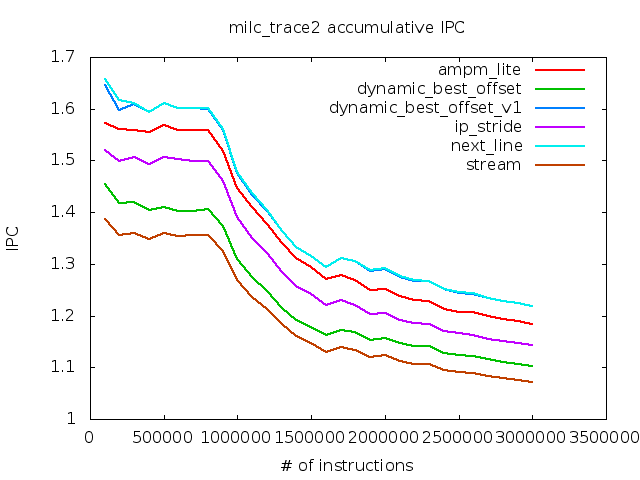 milc_trace2 accumulative IPC
1.7
1.6
1.5
1.4
1.3
1.2
1.1
1
IPC
ampm_lite
dynamic_best_offset
dynamic_best_offset_v1
ip_stride
next_line
stream
0 500000 1000000 1500000 2000000 2500000 3000000 3500000
# of instructions